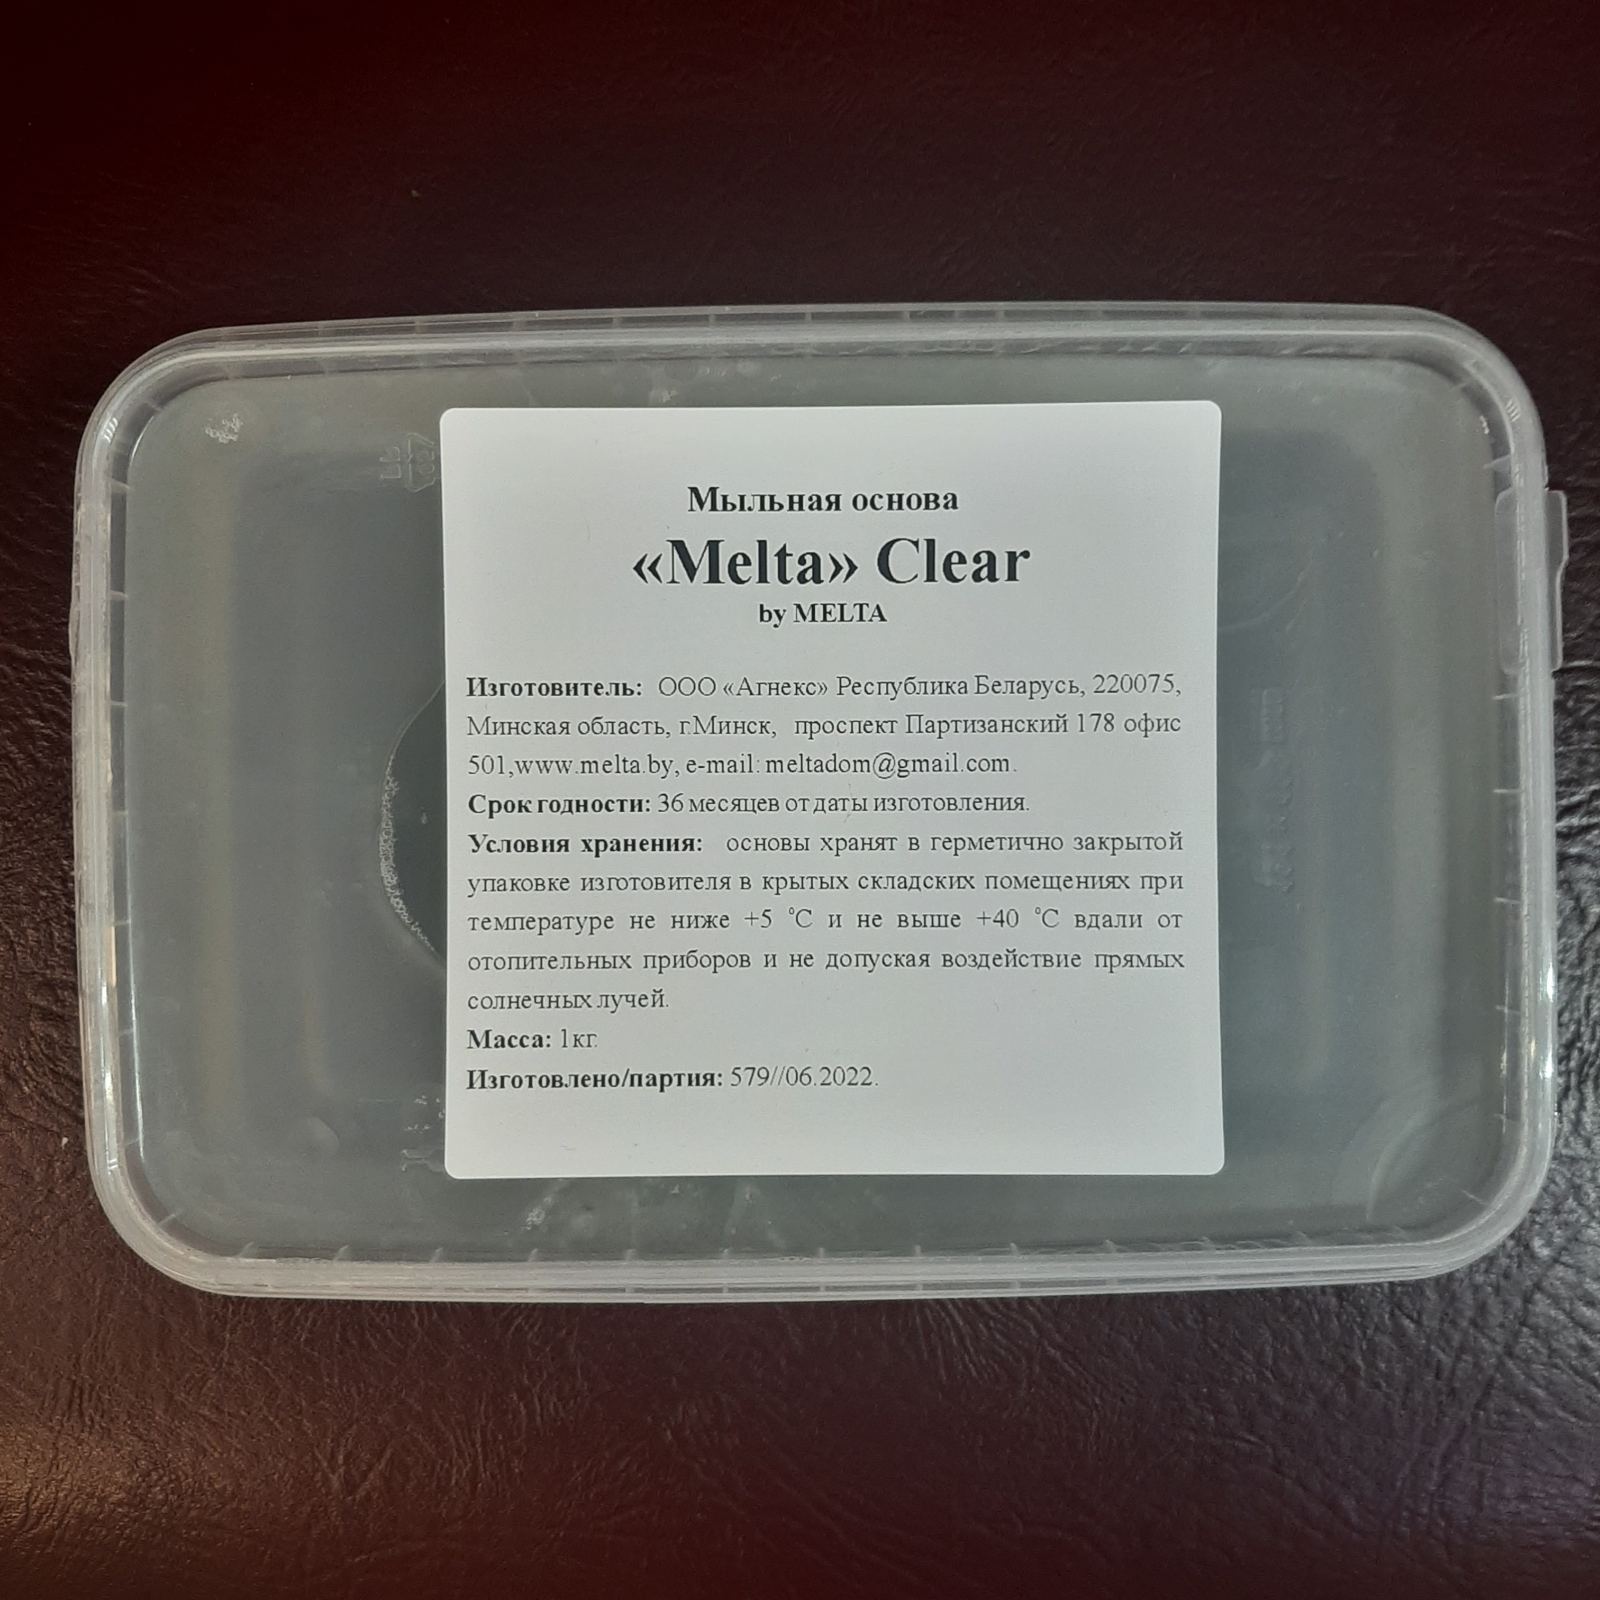 Мыльная основа
«Melta» Clear
by MELTA
Изготовитель: ООО «Агнекс» Республика Беларусь, 220075,
Минская область, г.Минск, проспект Партизанский 178 офис
501,www.melta.by, e-mail: meltadom@gmail.com.
Срок годности: 36 месяцев от даты изготовления.
Условия хранения: основы хранят в герметично закрытой
упаковке изготовителя в крытых складских помещениях при
температуре не ниже +5 °С и не выше +40 °С вдали от
отопительных приборов и не допуская воздействие прямых
солнечных лучей.
Масса: 1кг.
Изготовлено/партия: 579//06.2022.